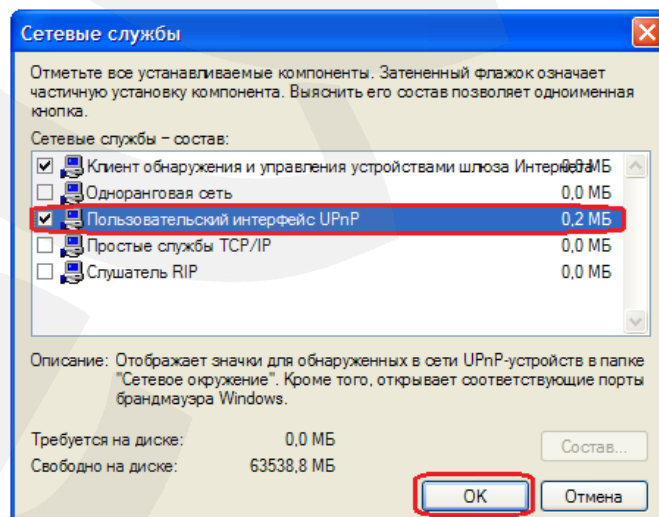 Сетевые службы
Отметьте все устанавливаемые компоненты. Затененный флажок означает
частичную установку компонента. Выяснить его состав позволяет одноименная
кнопка.
Сетевые службы – состав:
Клиент обнаружения и управления устройствами шлюза Интернета 0,0 МБ
Одноранговая сеть 0,0 МБ
Пользовательский интерфейс UPnP 0,2 МБ
Простые службы TCP/IP 0,0 МБ
Слушатель RIP 0,0 МБ
Описание: Отображает значки для обнаруженных в сети UPnP-устройств в папке
"Сетевое окружение". Кроме того, открывает соответствующие порты
брандмауэра Windows.
Требуется на диске: 0,0 МБ
Состав...
Свободно на диске: 63538,8 МБ
OK Отмена